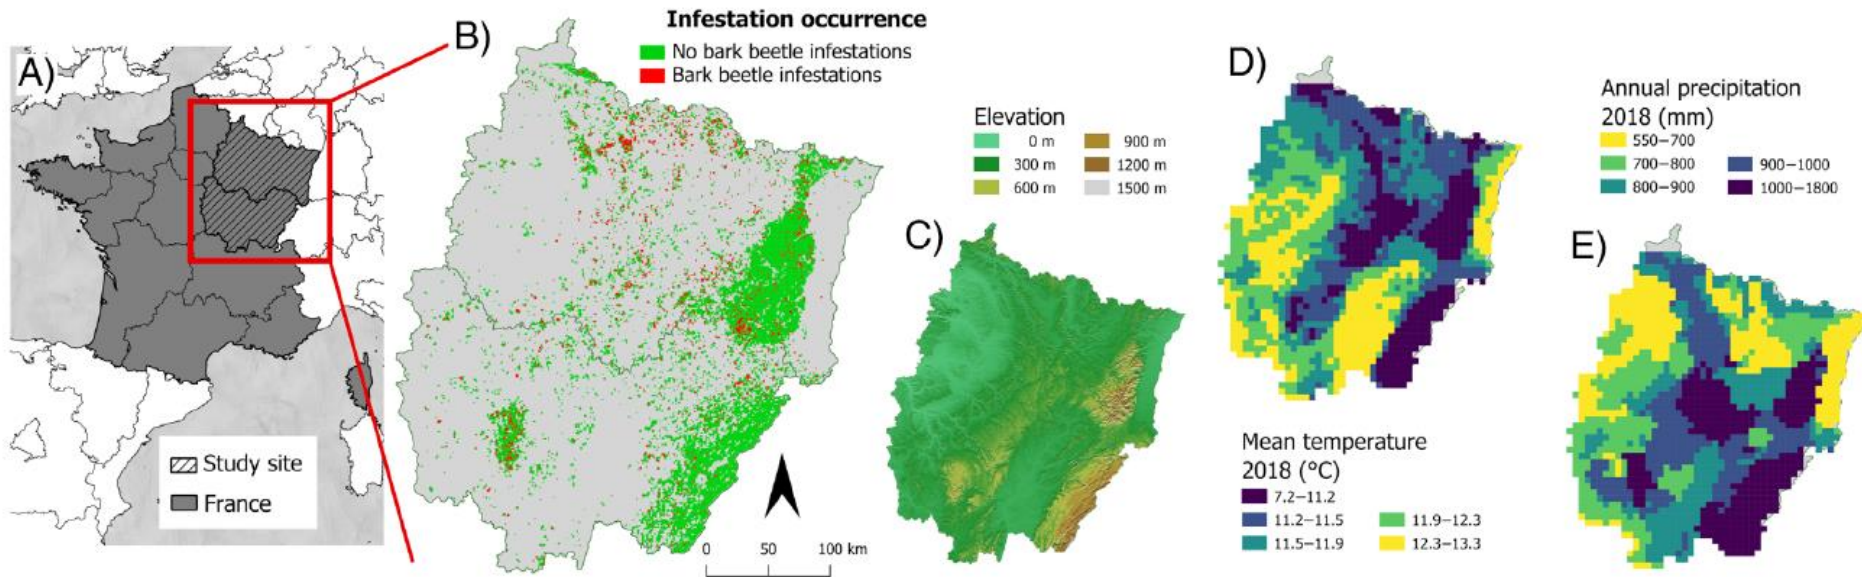 A)
Study site
France
B)
Infestation occurrence
No bark beetle infestations
Bark beetle infestations
0 50 100 km
Elevation
0 m 900 m
300 m 1200 m
600 m 1500 m
C)
D)
Mean temperature
2018 (°C)
7.2−11.2
11.2−11.5 11.9−12.3
11.5−11.9 12.3−13.3
Annual precipitation
2018 (mm)
550−700
700−800 900−1000
800−900 1000−1800
E)